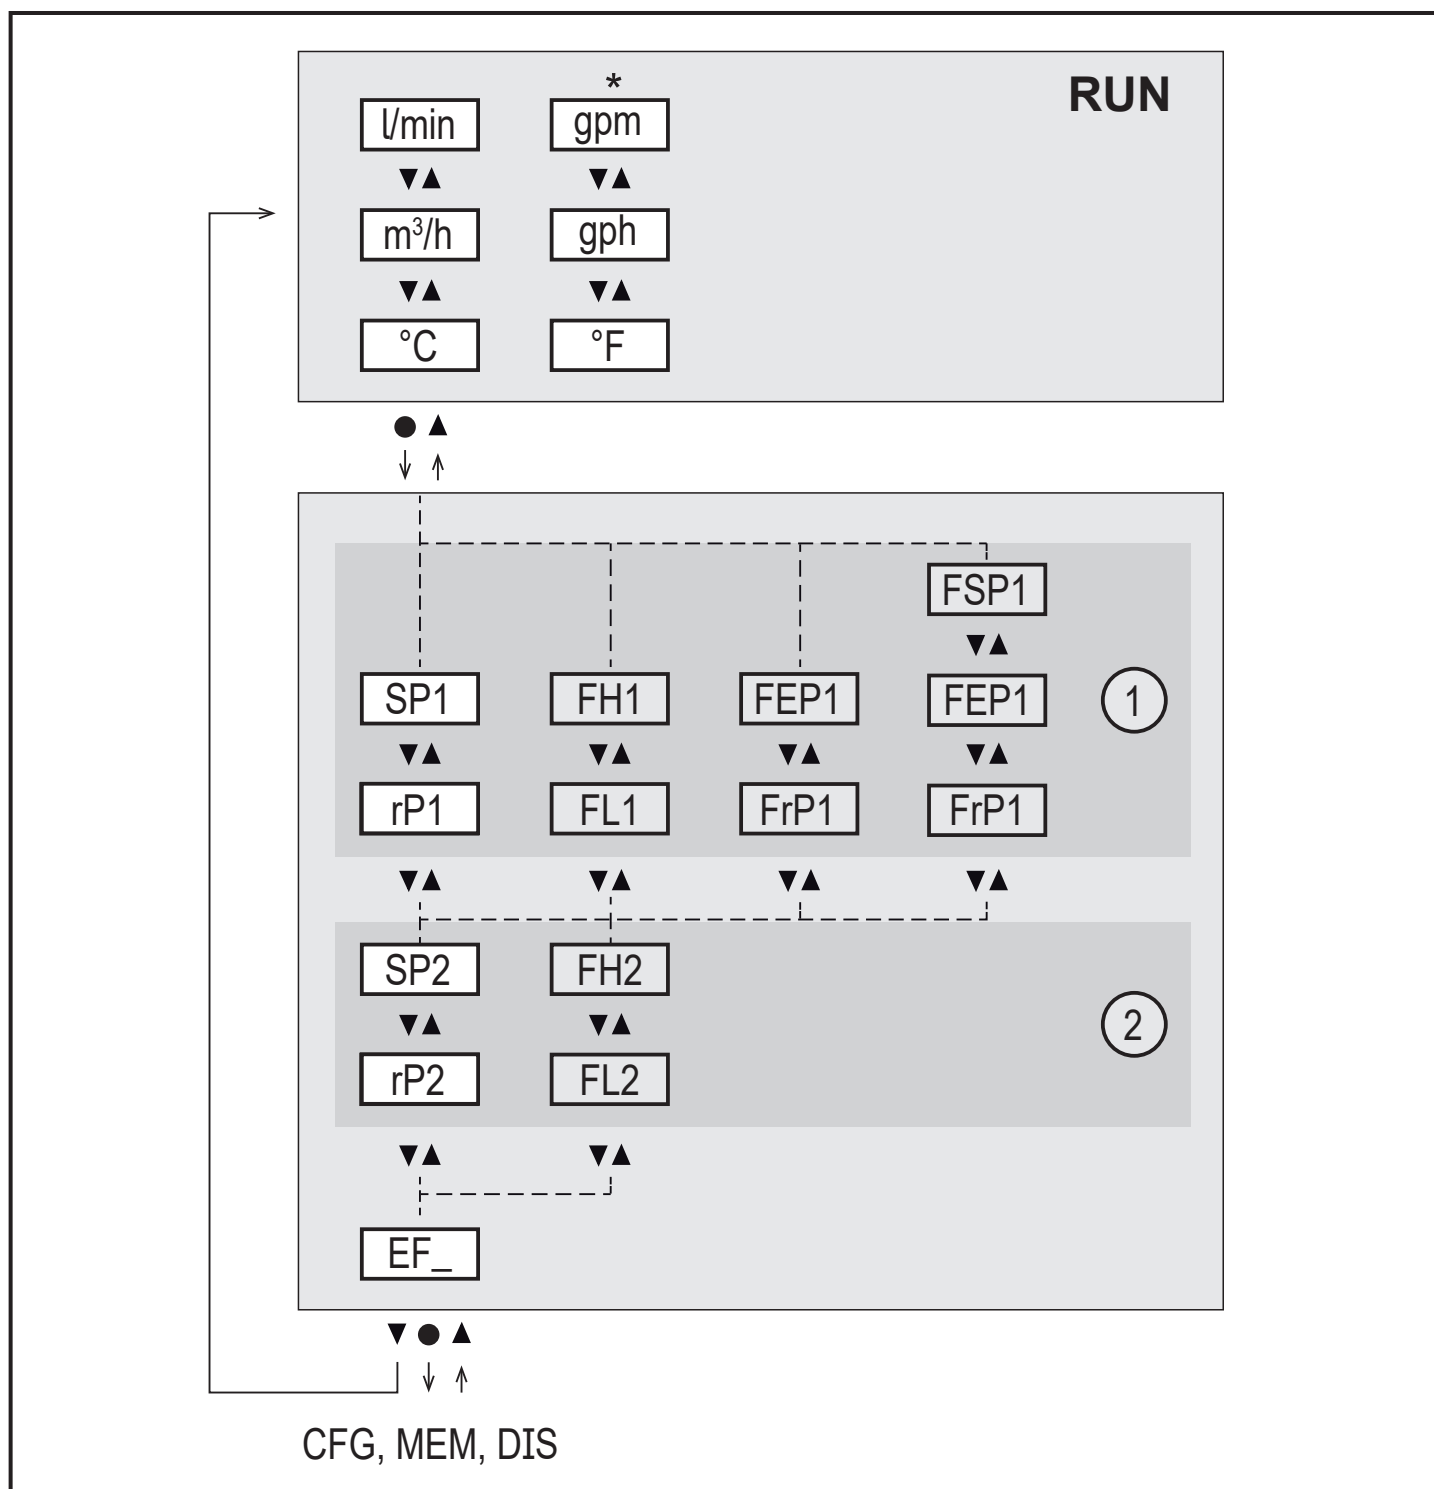 RUN
*
l/min gpm
▼▲ ▼▲
m³/h gph
▼▲ ▼▲
°C °F
● ▲
FSP1
▼▲
SP1 FH1 FEP1 FEP1 1
▼▲ ▼▲ ▼▲ ▼▲
rP1 FL1 FrP1 FrP1
▼▲ ▼▲ ▼▲ ▼▲
SP2 FH2
▼▲ ▼▲ 2
rP2 FL2
▼▲ ▼▲
EF_
▼ ● ▲
CFG, MEM, DIS